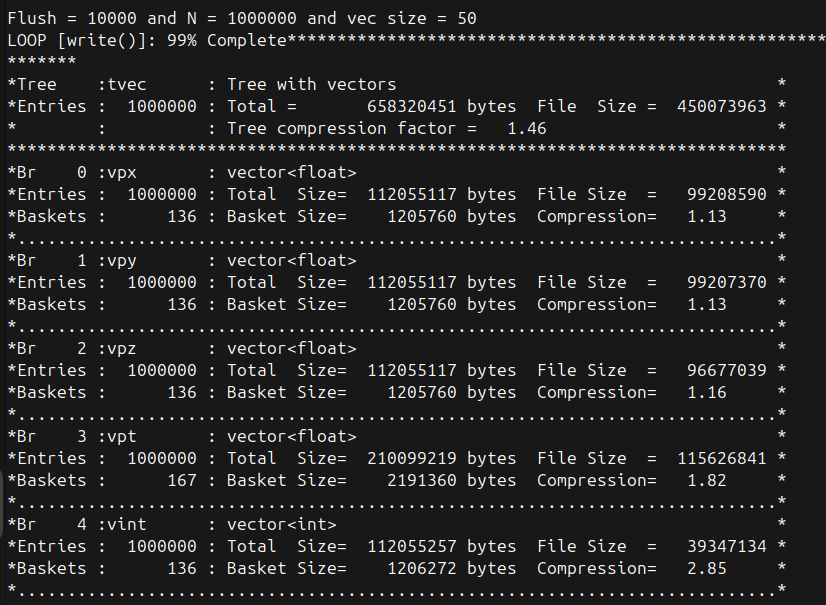 Flush = 10000 and N = 1000000 and vec size = 50
LOOP [write()]: 99% Complete******************************************************
*******
*Tree    :tvec      : Tree with vectors                                      *
*Entries :  1000000 : Total =       658320451 bytes  File  Size =  450073963 *
*        :          : Tree compression factor =   1.46                       *
******************************************************************************
*Br    0 :vpx       : vector<float>                                          *
*Entries :  1000000 : Total  Size=  112055117 bytes  File Size  =   99208590 *
*Baskets :      136 : Basket Size=    1205760 bytes  Compression=   1.13     *
*............................................................................*
*Br    1 :vpy       : vector<float>                                          *
*Entries :  1000000 : Total  Size=  112055117 bytes  File Size  =   99207370 *
*Baskets :      136 : Basket Size=    1205760 bytes  Compression=   1.13     *
*............................................................................*
*Br    2 :vpz       : vector<float>                                          *
*Entries :  1000000 : Total  Size=  112055117 bytes  File Size  =   96677039 *
*Baskets :      136 : Basket Size=    1205760 bytes  Compression=   1.16     *
*............................................................................*
*Br    3 :vpt       : vector<float>                                          *
*Entries :  1000000 : Total  Size=  210099219 bytes  File Size  =  115626841 *
*Baskets :      167 : Basket Size=    2191360 bytes  Compression=   1.82     *
*............................................................................*
*Br    4 :vint      : vector<int>                                            *
*Entries :  1000000 : Total  Size=  112055257 bytes  File Size  =   39347134 *
*Baskets :      136 : Basket Size=    1206272 bytes  Compression=   2.85     *
*............................................................................*